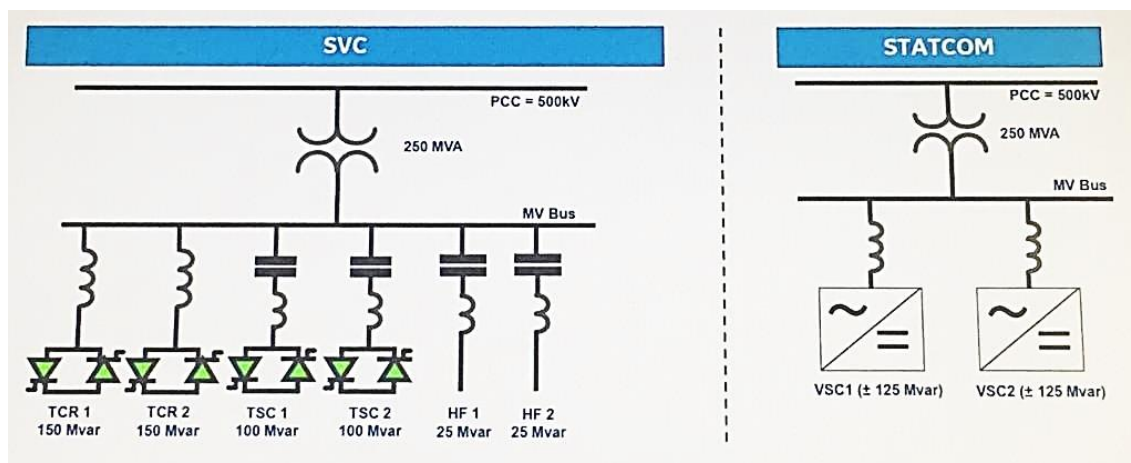 SVC
PCC = 500kV
250 MVA
MV Bus
TCR 1
150 Mvar
TCR 2
150 Mvar
TSC 1
100 Mvar
TSC 2
100 Mvar
HF 1
25 Mvar
HF 2
25 Mvar
STATCOM
PCC = 500kV
250 MVA
MV Bus
VSC1 (± 125 Mvar)
VSC2 (± 125 Mvar)